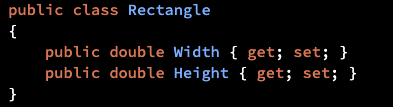 public class Rectangle
{
    public double Width { get; set; }
    public double Height { get; set; }
}